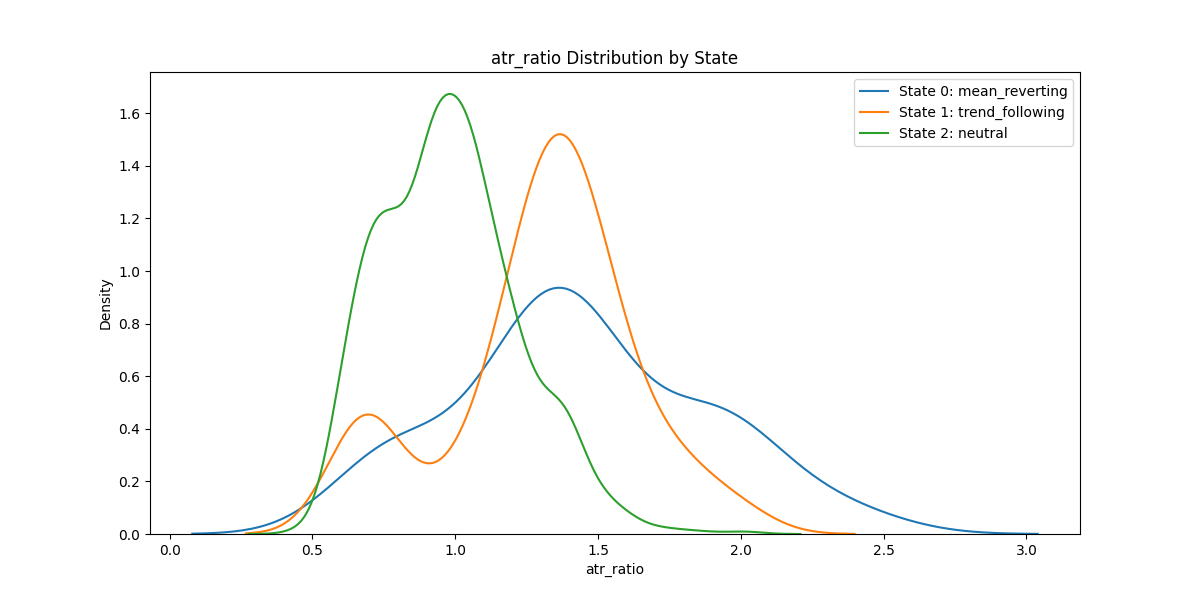 atr_ratio Distribution by State
State 0: mean_reverting
State 1: trend_following
State 2: neutral
Density
1.6
1.4
1.2
1.0
0.8
0.6
0.4
0.2
0.0
0.0 0.5 1.0 1.5 2.0 2.5 3.0
atr_ratio